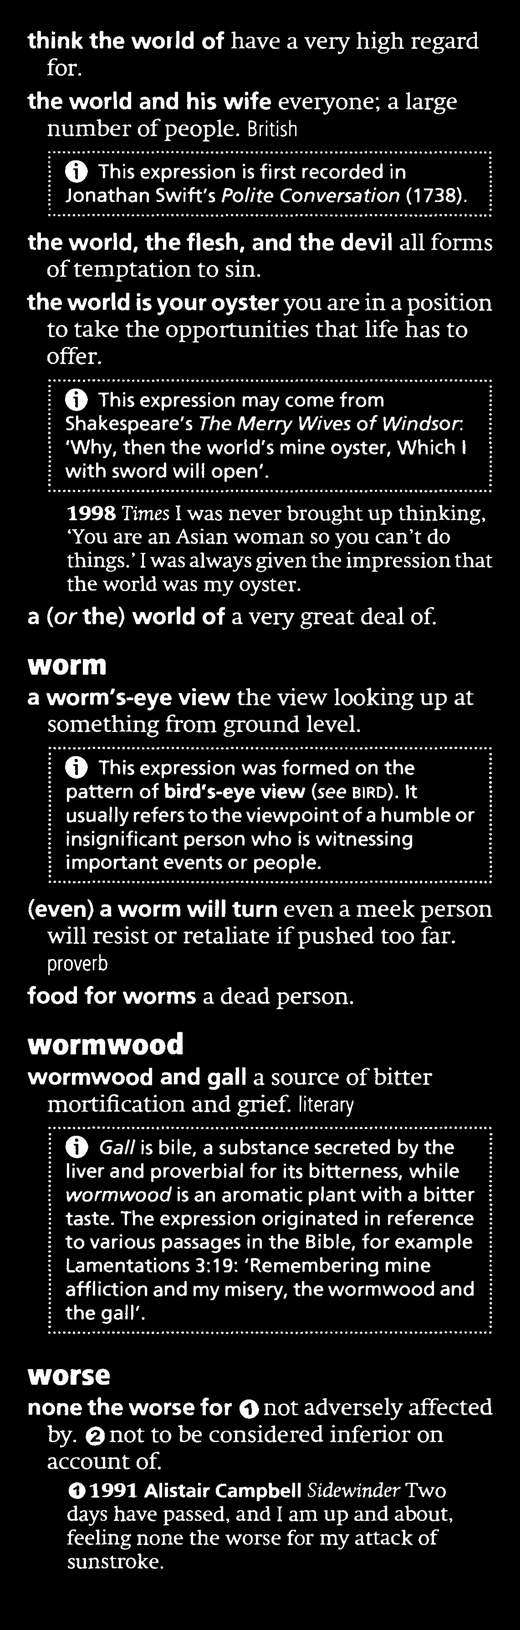 think the world of have a very high regard
for.
the world and his wife everyone; a large
number of people. British
ⓘ This expression is first recorded in
Jonathan Swift's Polite Conversation (1738).
the world, the flesh, and the devil all forms
of temptation to sin.
the world is your oyster you are in a position
to take the opportunities that life has to
offer.
ⓘ This expression may come from
Shakespeare's The Merry Wives of Windsor:
'Why, then the world's mine oyster, Which I
with sword will open'.
1998 Times I was never brought up thinking,
'You are an Asian woman so you can't do
things.' I was always given the impression that
the world was my oyster.
a (or the) world of a very great deal of.
worm
a worm's-eye view the view looking up at
something from ground level.
ⓘ This expression was formed on the
pattern of bird's-eye view (see BIRD). It
usually refers to the viewpoint of a humble or
insignificant person who is witnessing
important events or people.
(even) a worm will turn even a meek person
will resist or retaliate if pushed too far.
proverb
food for worms a dead person.
wormwood
wormwood and gall a source of bitter
mortification and grief. literary
ⓘ Gall is bile, a substance secreted by the
liver and proverbial for its bitterness, while
wormwood is an aromatic plant with a bitter
taste. The expression originated in reference
to various passages in the Bible, for example
Lamentations 3:19: 'Remembering mine
affliction and my misery, the wormwood and
the gall'.
worse
none the worse for ❶ not adversely affected
by. ❷ not to be considered inferior on
account of.
❶ 1991 Alistair Campbell Sidewinder Two
days have passed, and I am up and about,
feeling none the worse for my attack of
sunstroke.